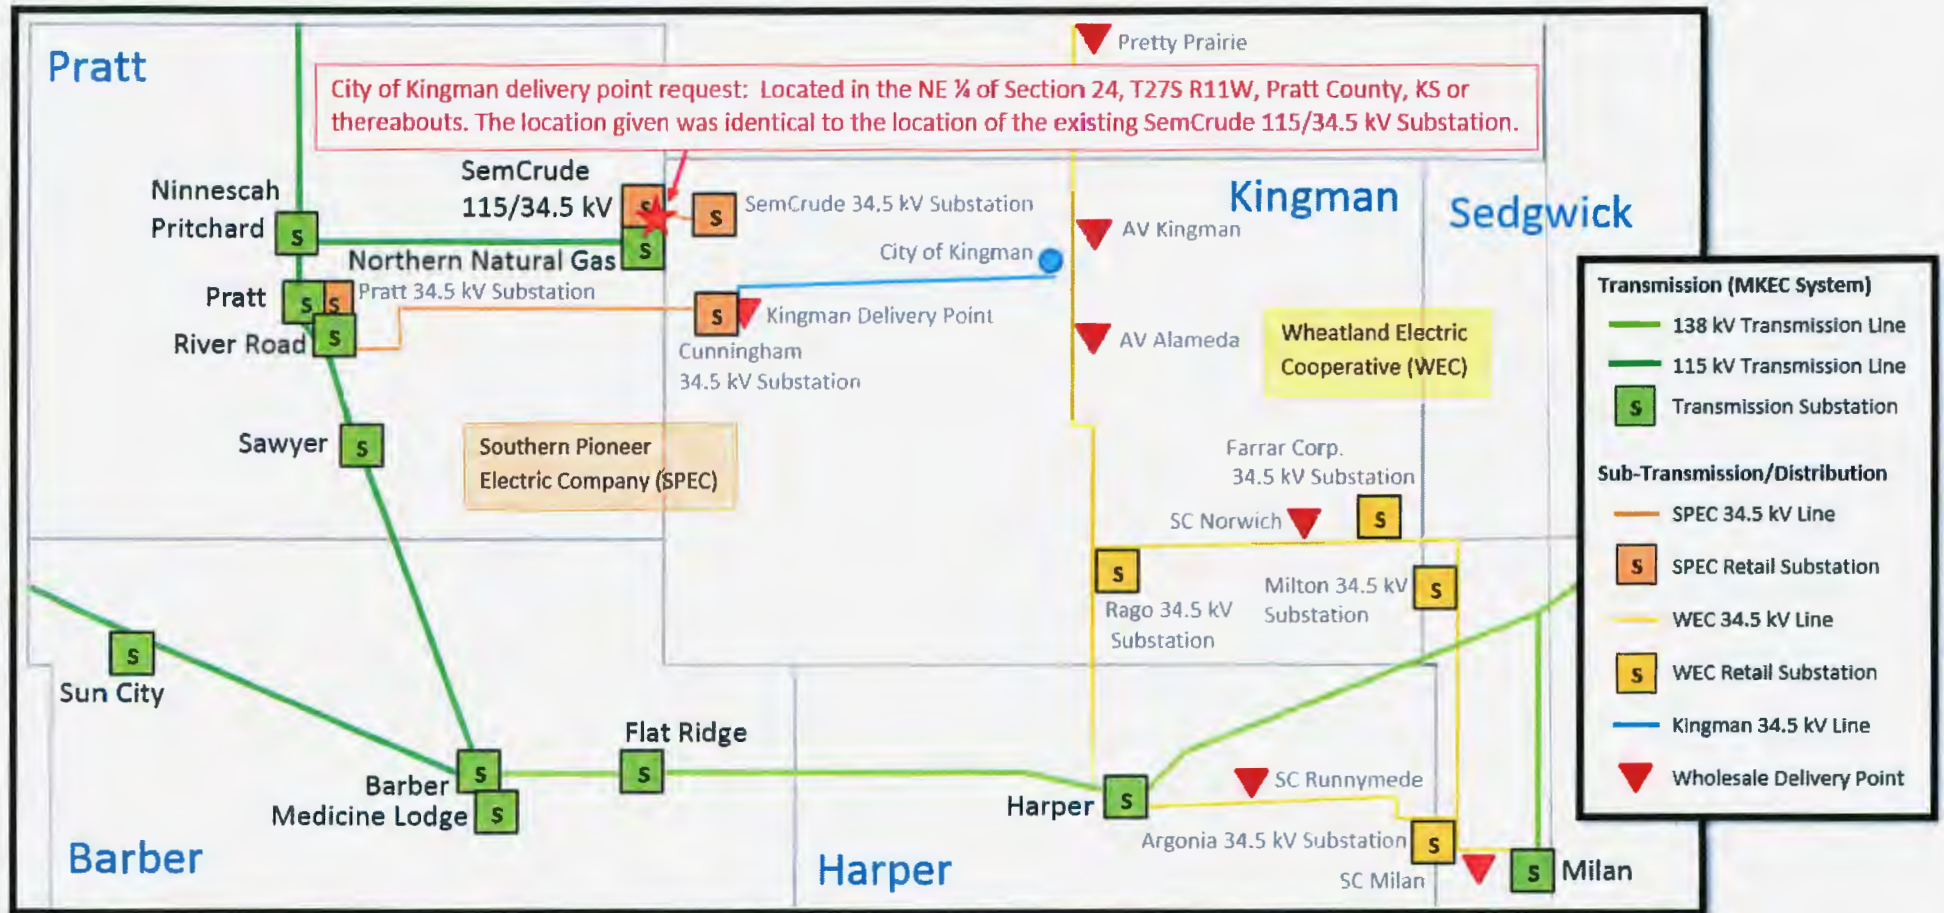 Pratt
Pretty Prairie
City of Kingman delivery point request: Located in the NE ¼ of Section 24, T27S R11W, Pratt County, KS or
thereabouts. The location given was identical to the location of the existing SemCrude 115/34.5 kV Substation.
SemCrude
115/34.5 kV
Ninnescah
Pritchard
S
S
S
S
SemCrude 34.5 kV Substation
Kingman
Sedgwick
AV Kingman
City of Kingman
Northern Natural Gas
Pratt
S
S
Pratt 34.5 kV Substation
River Road
S
S
Kingman Delivery Point
Cunningham
34.5 kV Substation
AV Alameda
Wheatland Electric
Cooperative (WEC)
Sawyer
S
Southern Pioneer
Electric Company (SPEC)
Farrar Corp.
34.5 kV Substation
SC Norwich
S
S
Rago 34.5 kV
Substation
Milton 34.5 kV
Substation
S
S
Sun City
Flat Ridge
S
Barber
S
Medicine Lodge
S
Harper
S
SC Runnymede
Argonia 34.5 kV Substation
S
SC Milan
S
Milan
Barber
Harper
Transmission (MKEC System)
138 kV Transmission Line
115 kV Transmission Line
S
Transmission Substation
Sub-Transmission/Distribution
SPEC 34.5 kV Line
S
SPEC Retail Substation
WEC 34.5 kV Line
S
WEC Retail Substation
Kingman 34.5 kV Line
Wholesale Delivery Point